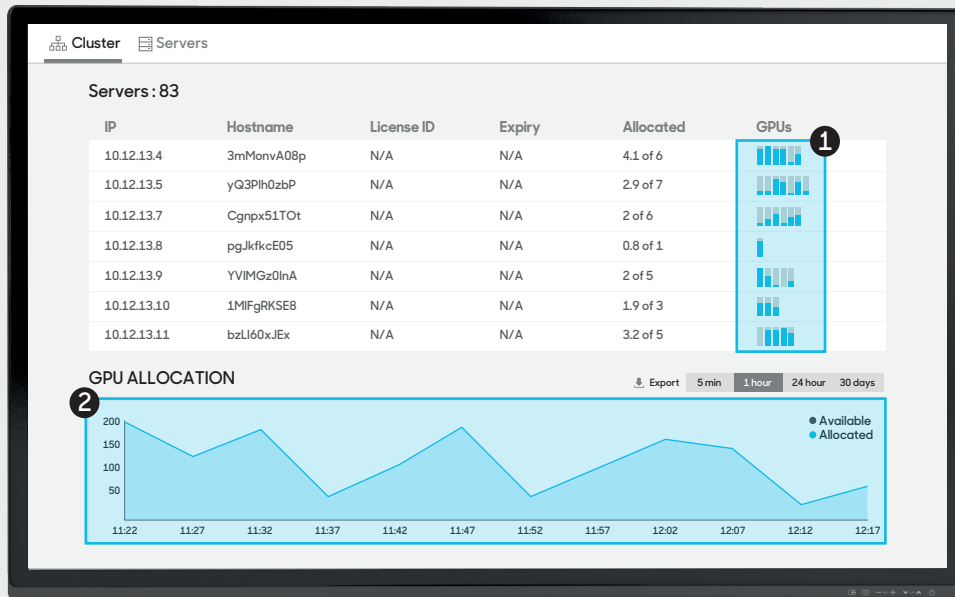 Cluster Servers
Servers : 83
IP Hostname License ID Expiry Allocated GPUs
1
10.12.13.4 3mMonvA08p N/A N/A 4.1 of 6
10.12.13.5 yQ3Plh0zbP N/A N/A 2.9 of 7
10.12.13.7 Cgnpx51TOt N/A N/A 2 of 6
10.12.13.8 pgJkfkcE05 N/A N/A 0.8 of 1
10.12.13.9 YVIMGz0InA N/A N/A 2 of 5
10.12.13.10 1MIFgRKSE8 N/A N/A 1.9 of 3
10.12.13.11 bzLI60xJEx N/A N/A 3.2 of 5
GPU ALLOCATION
Export 5 min 1 hour 24 hour 30 days
2
Available
Allocated
200
150
100
50
11:22 11:27 11:32 11:37 11:42 11:47 11:52 11:57 12:02 12:07 12:12 12:17